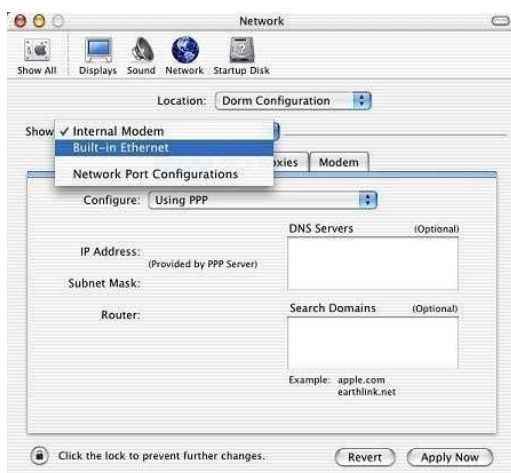 Network
Show All Displays Sound Network Startup Disk
Location: Dorm Configuration
Show ✓ Internal Modem
Built-in Ethernet
Network Port Configurations
Modem
Configure: Using PPP
DNS Servers (Optional)
IP Address:
(Provided by PPP Server)
Subnet Mask:
Router:
Search Domains (Optional)
Example: apple.com
earthlink.net
Click the lock to prevent further changes.
Revert Apply Now